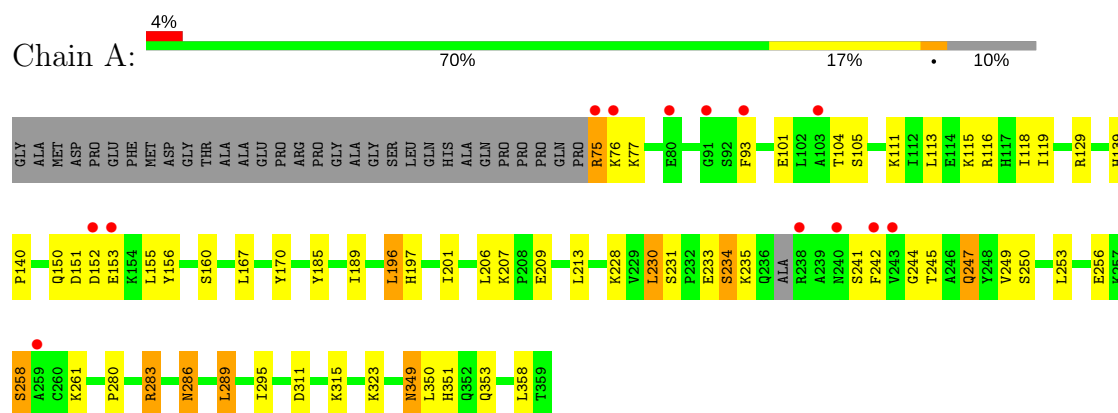 4%
Chain A:
70% 17% • 10%
GLY ALA MET ASP PRO GLU PHE MET ASP GLY THR ALA ALA GLU PRO ARG PRO GLY ALA GLY SER LEU GLN HIS ALA GLN PRO PRO PRO GLN PRO R75 K76 K77 E80 G91 S92 F93 E101 L102 A103 T104 S105 K111 I112 L113 E114 K115 R116 H117 I118 I119 R129 H139
P140 Q150 D151 D152 E153 K154 L155 Y156 S160 L167 Y170 Y185 I189 L196 H197 I201 L206 K207 P208 E209 L213 K228 V229 L230 S231 P232 E233 S234 K235 Q236 ALA R238 A239 N240 S241 F242 V243 G244 T245 A246 Q247 Y248 V249 S250 L253 E256 K257
S258 A259 C260 K261 P280 R283 N286 L289 I295 D311 K315 K323 N349 L350 H351 Q352 Q353 L358 T359